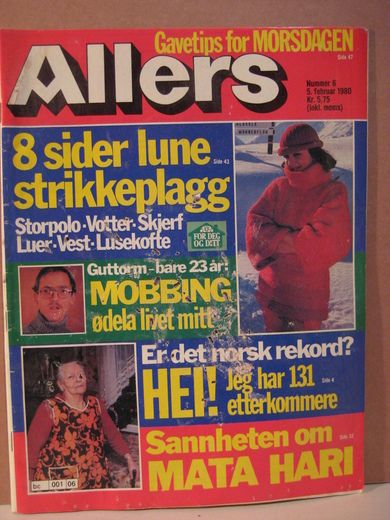 Gavetips for MORSDAGEN
Side 47
Allers
Nummer 6
5. februar 1980
Kr. 5,75
(inkl. moms)
8 sider lune
Side 43
strikkeplagg
Storpolo·Votter·Skjerf
Luer·Vest·Lusekofte
FOR DEG
OG DITT
Guttorm - bare 23 år:
MOBBING
ødela livet mitt
Er det norsk rekord?
HEI! Jeg har 131
Side 4
etterkommere
Sannheten om
Side 12
MATA HARI
bc 001 06